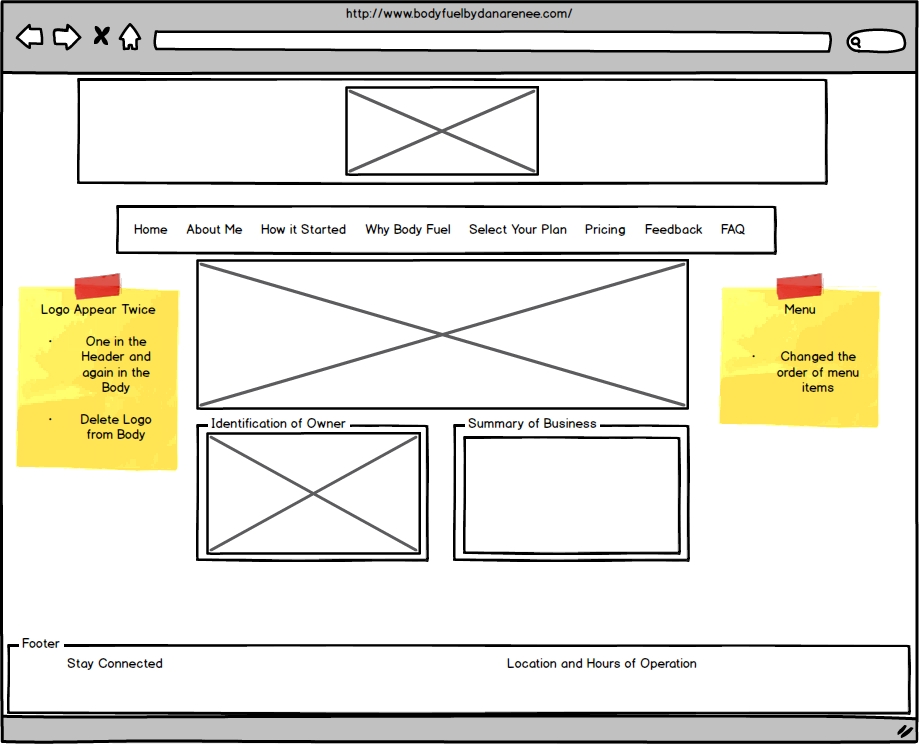 http://www.bodyfuelbydanarenee.com/
Home About Me How it Started Why Body Fuel Select Your Plan Pricing Feedback FAQ
Logo Appear Twice
· One in the
Header and
again in the
Body
· Delete Logo
from Body
Menu
· Changed the
order of menu
items
Identification of Owner
Summary of Business
Footer
Stay Connected
Location and Hours of Operation